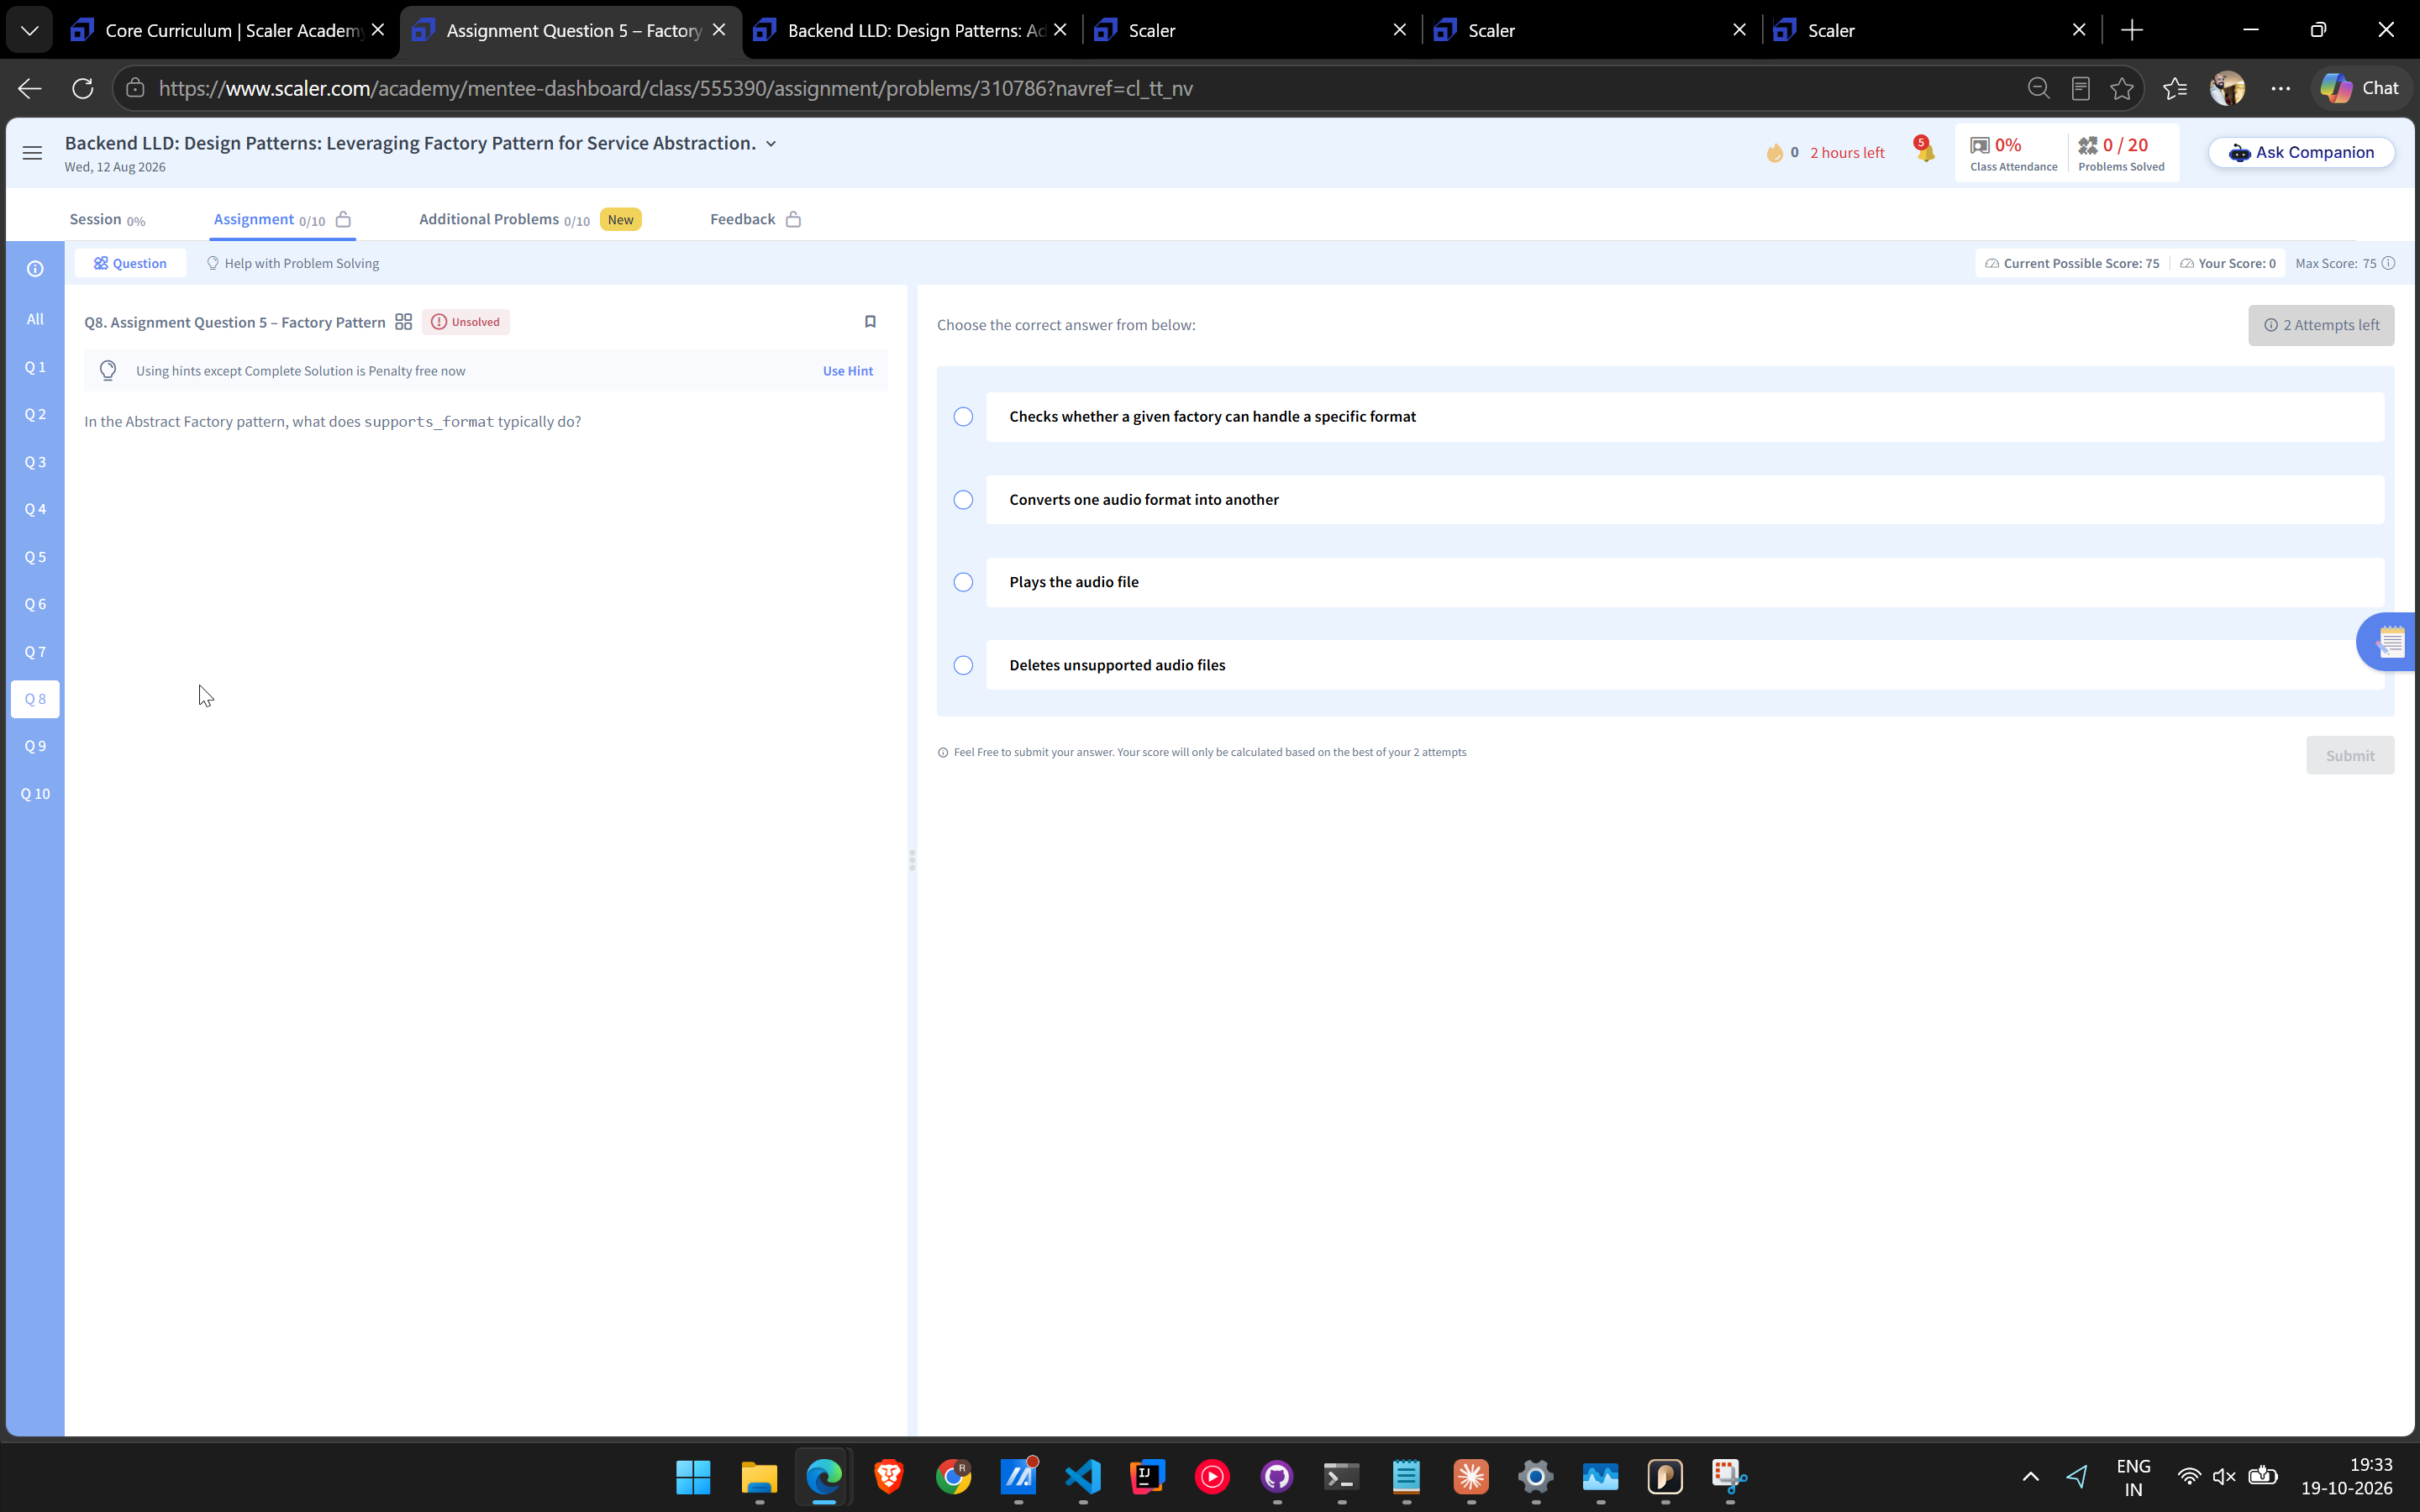 Core Curriculum | Scaler Academ
Assignment Question 5 – Factory
Backend LLD: Design Patterns: Ad
Scaler
Scaler
Scaler
https://www.scaler.com/academy/mentee-dashboard/class/555390/assignment/problems/310786?navref=cl_tt_nv
Chat
Backend LLD: Design Patterns: Leveraging Factory Pattern for Service Abstraction.
Wed, 12 Aug 2026
0 2 hours left
5
0%
Class Attendance
0 / 20
Problems Solved
Ask Companion
Session 0%
Assignment 0/10
Additional Problems 0/10 New
Feedback
Question
Help with Problem Solving
Current Possible Score: 75
Your Score: 0
Max Score: 75
All
Q 1
Q 2
Q 3
Q 4
Q 5
Q 6
Q 7
Q 8
Q 9
Q 10
Q8. Assignment Question 5 – Factory Pattern
Unsolved
Using hints except Complete Solution is Penalty free now
Use Hint
In the Abstract Factory pattern, what does supports_format typically do?
Choose the correct answer from below:
2 Attempts left
Checks whether a given factory can handle a specific format
Converts one audio format into another
Plays the audio file
Deletes unsupported audio files
Feel Free to submit your answer. Your score will only be calculated based on the best of your 2 attempts
Submit
R
IJ
ENG
IN
19:33
19-10-2026